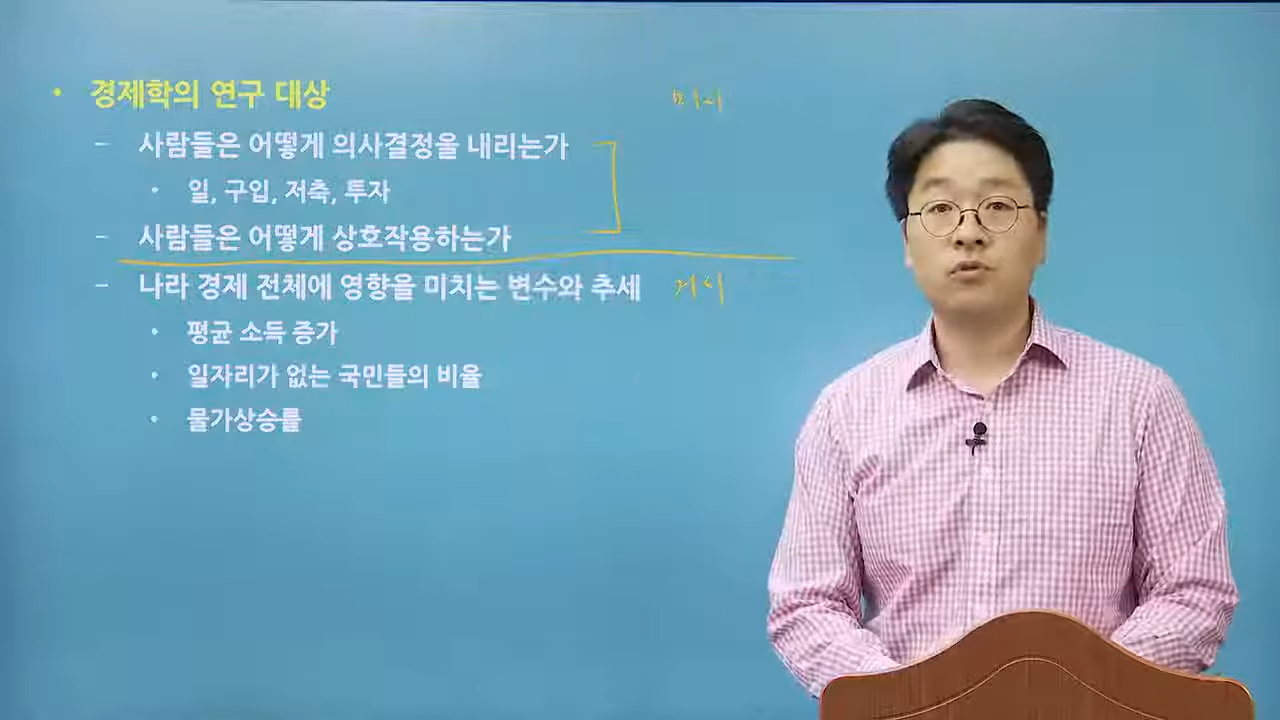 • 경제학의 연구 대상
미시
– 사람들은 어떻게 의사결정을 내리는가
• 일, 구입, 저축, 투자
– 사람들은 어떻게 상호작용하는가
– 나라 경제 전체에 영향을 미치는 변수와 추세 거시
• 평균 소득 증가
• 일자리가 없는 국민들의 비율
• 물가상승률